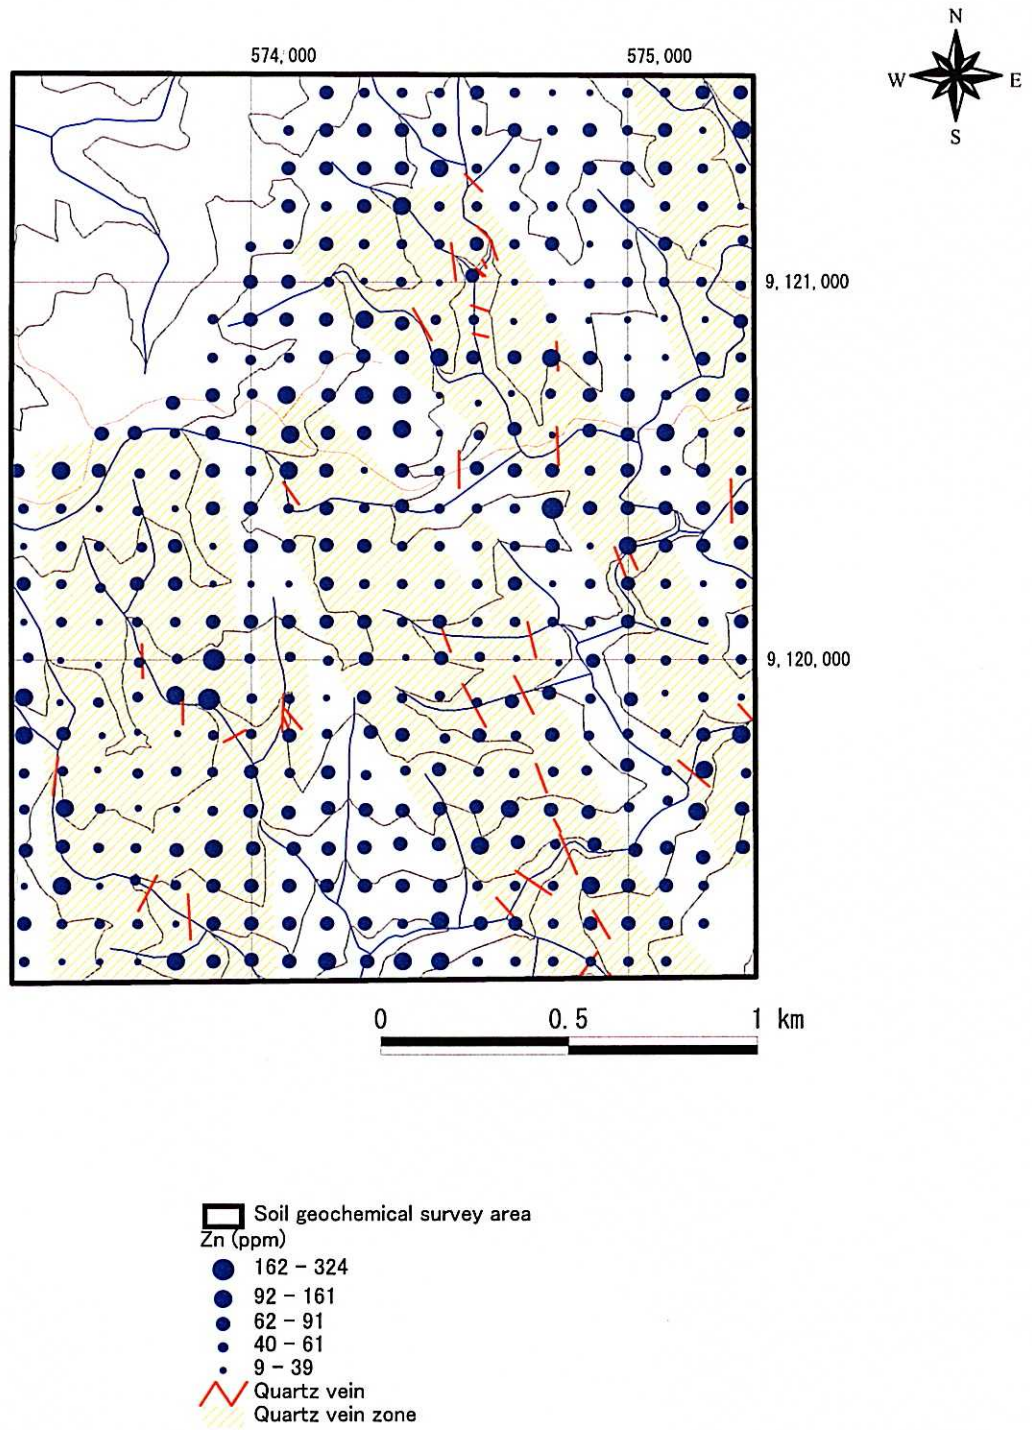 N
574,000 575,000
W E
S
9,121,000
9,120,000
0 0.5 1 km
Soil geochemical survey area
Zn (ppm)
162 - 324
92 - 161
62 - 91
40 - 61
9 - 39
Quartz vein
Quartz vein zone